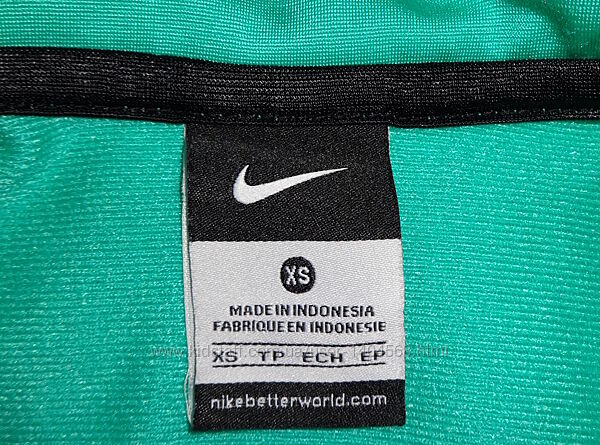 XS
MADE IN INDONESIA
FABRIQUE EN INDONESIE
XS TP ECH EP
nikebetterworld.com